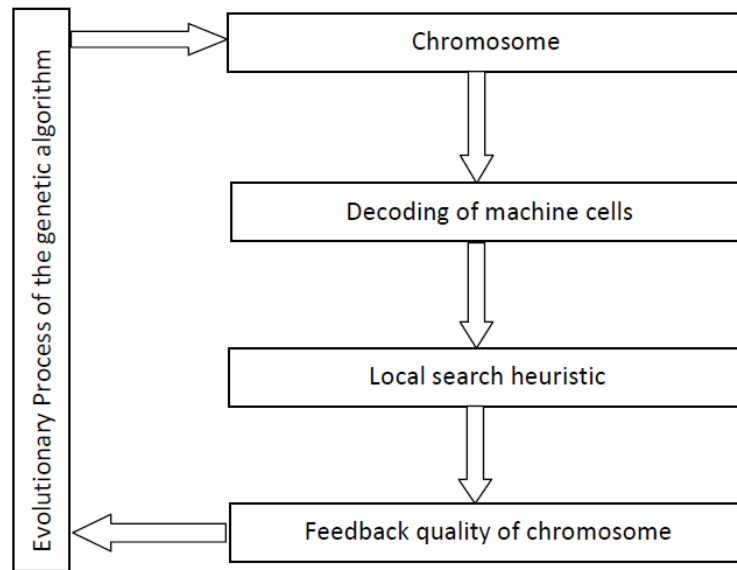 Evolutionary Process of the genetic algorithm
Chromosome
Decoding of machine cells
Local search heuristic
Feedback quality of chromosome